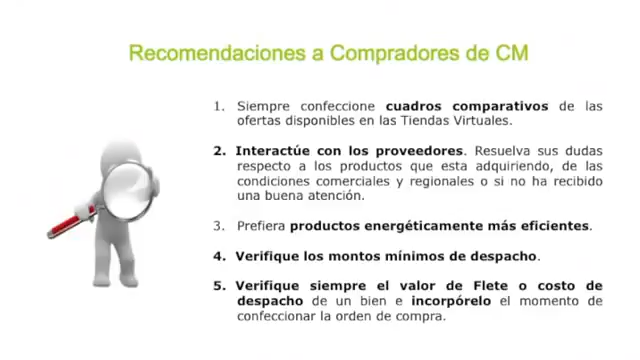 Recomendaciones a Compradores de CM
1. Siempre confeccione cuadros comparativos de las
ofertas disponibles en las Tiendas Virtuales.
2. Interactúe con los proveedores. Resuelva sus dudas
respecto a los productos que esta adquiriendo, de las
condiciones comerciales y regionales o si no ha recibido
una buena atención.
3. Prefiera productos energéticamente más eficientes.
4. Verifique los montos mínimos de despacho.
5. Verifique siempre el valor de Flete o costo de
despacho de un bien e incorpórelo el momento de
confeccionar la orden de compra.